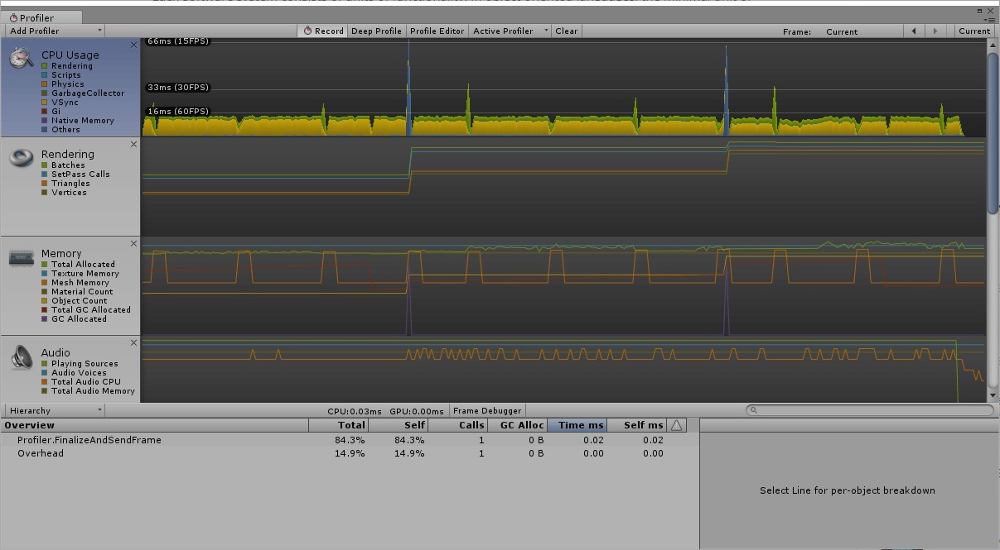 Profiler
Add Profiler Record Deep Profile Profile Editor Active Profiler Clear Frame: Current Current
CPU Usage
Rendering
Scripts
Physics
GarbageCollector
VSync
Gi
Native Memory
Others
66ms (15FPS)
33ms (30FPS)
16ms (60FPS)
Rendering
Batches
SetPass Calls
Triangles
Vertices
Memory
Total Allocated
Texture Memory
Mesh Memory
Material Count
Object Count
Total GC Allocated
GC Allocated
Audio
Playing Sources
Audio Voices
Total Audio CPU
Total Audio Memory
Hierarchy CPU:0.03ms GPU:0.00ms Frame Debugger
Overview Total Self Calls GC Alloc Time ms Self ms
Profiler.FinalizeAndSendFrame 84.3% 84.3% 1 0 B 0.02 0.02
Overhead 14.9% 14.9% 1 0 B 0.00 0.00
Select Line for per-object breakdown